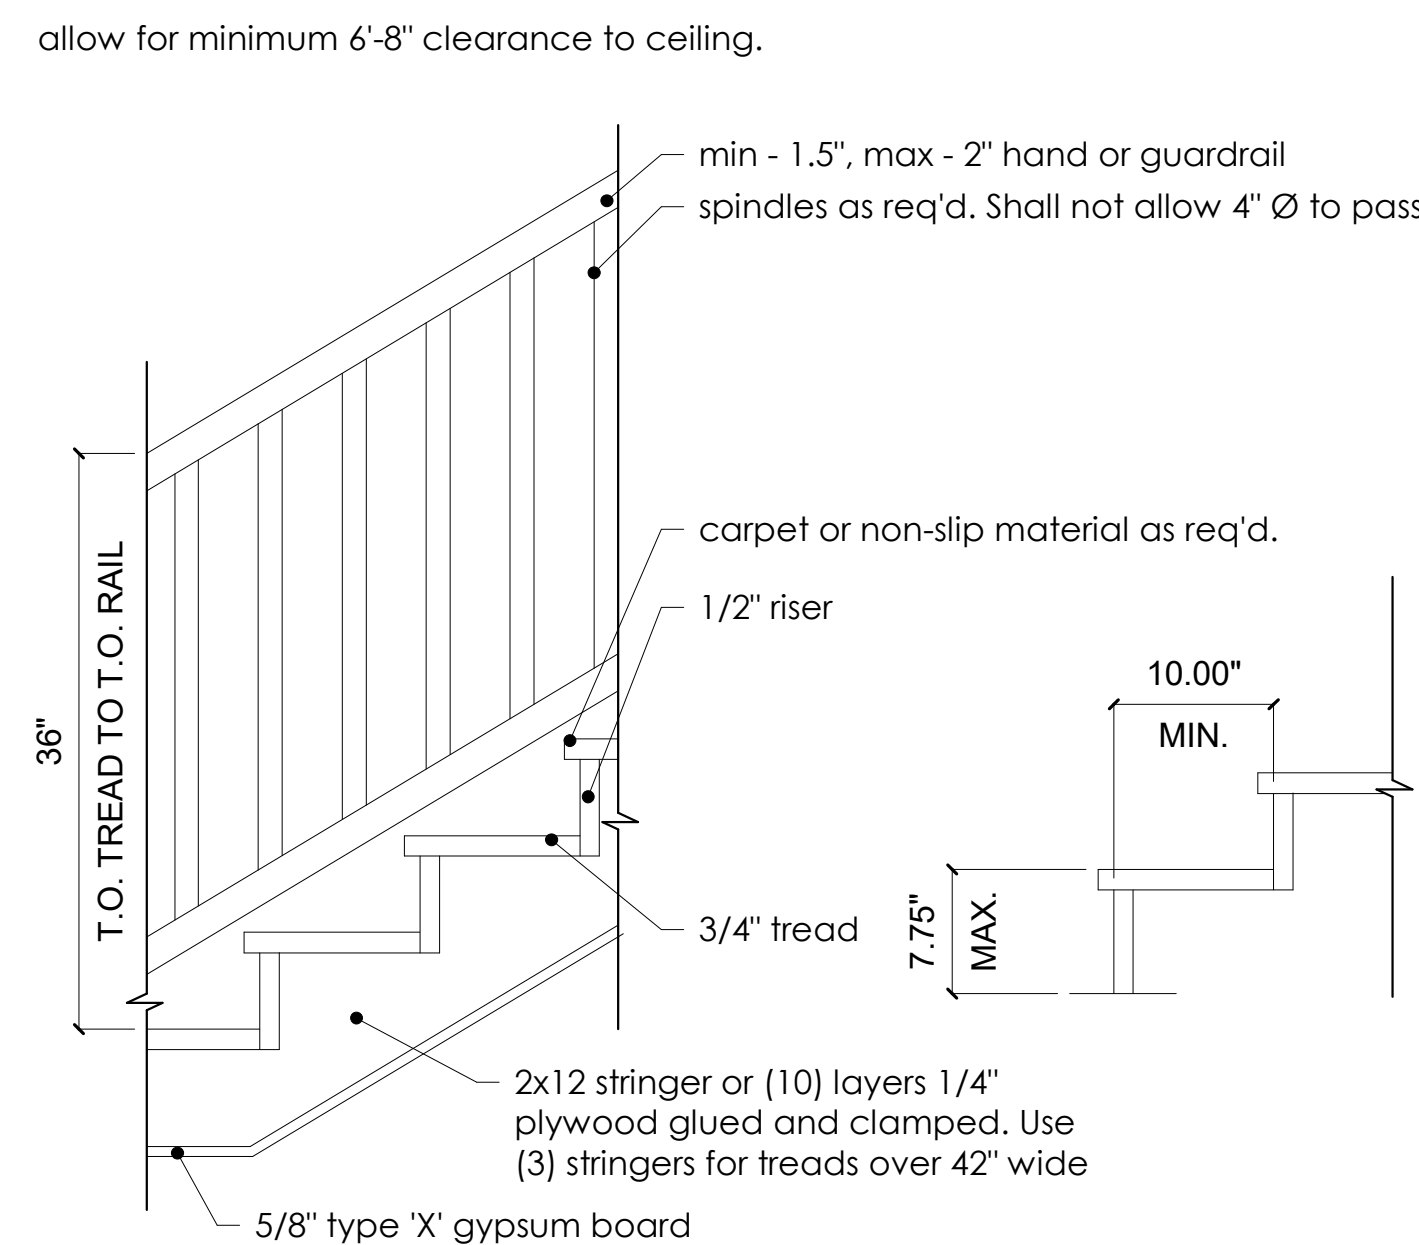 allow for minimum 6'-8" clearance to ceiling.
min - 1.5", max - 2" hand or guardrail
spindles as req'd. Shall not allow 4" Ø to pass
carpet or non-slip material as req'd.
1/2" riser
36"
T.O. TREAD TO T.O. RAIL
10.00"
MIN.
7.75"
MAX.
3/4" tread
2x12 stringer or (10) layers 1/4"
plywood glued and clamped. Use
(3) stringers for treads over 42" wide
5/8" type 'X' gypsum board